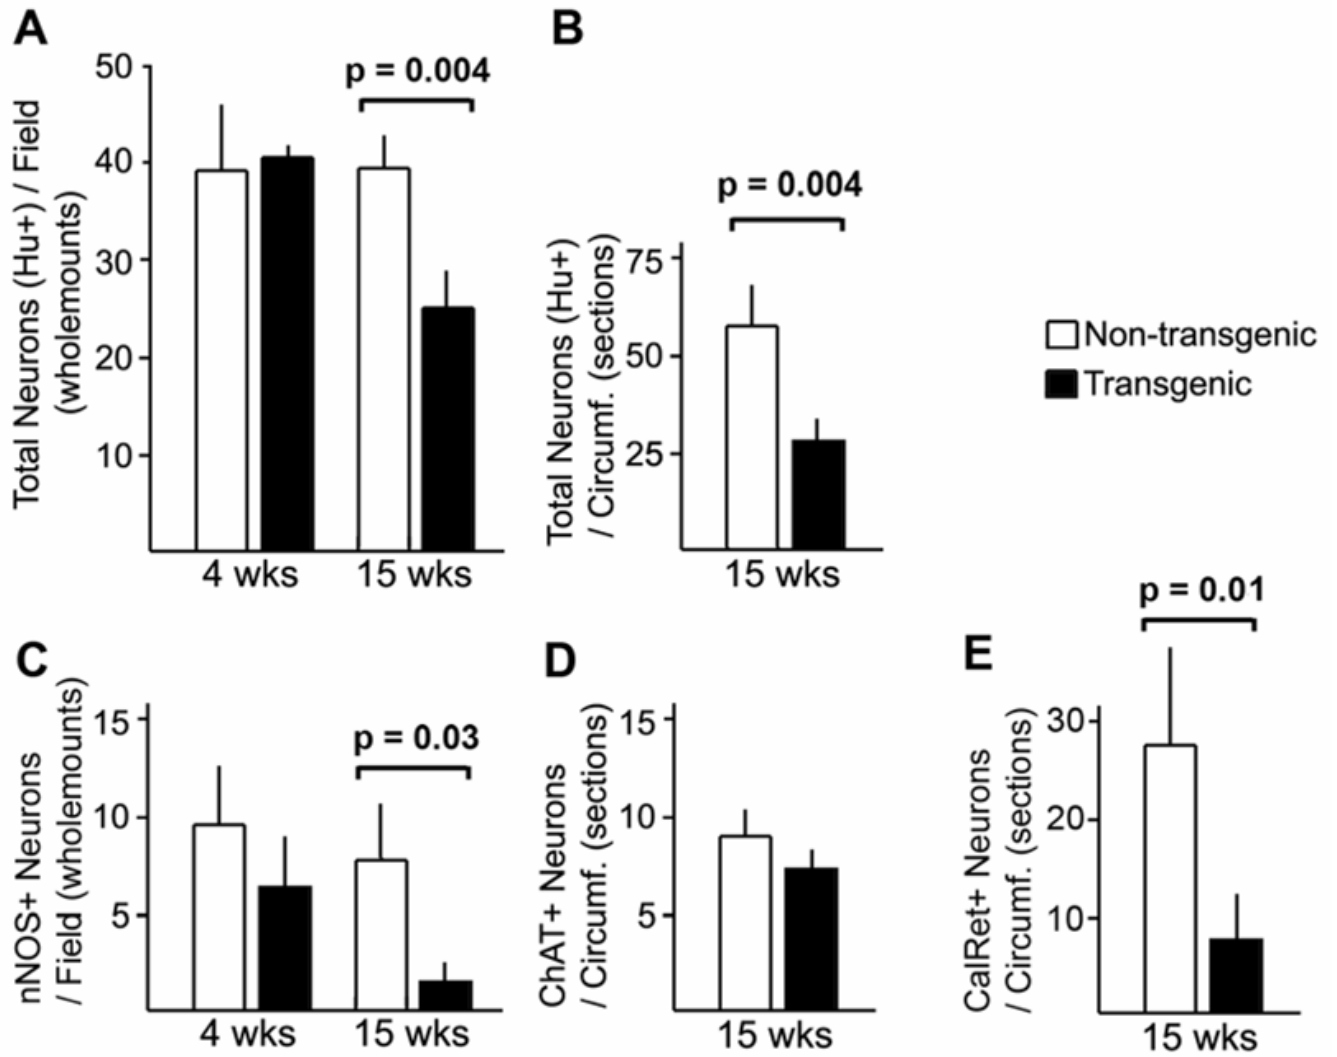 A
Total Neurons (Hu+) / Field
(wholemounts)
50
40
30
20
10
p = 0.004
4 wks
15 wks
B
Total Neurons (Hu+)
/ Circumf. (sections)
75
50
25
p = 0.004
15 wks
Non-transgenic
Transgenic
C
nNOS+ Neurons
/ Field (wholemounts)
15
10
5
p = 0.03
4 wks
15 wks
D
ChAT+ Neurons
/ Circumf. (sections)
15
10
5
15 wks
E
CalRet+ Neurons
/ Circumf. (sections)
30
20
10
p = 0.01
15 wks